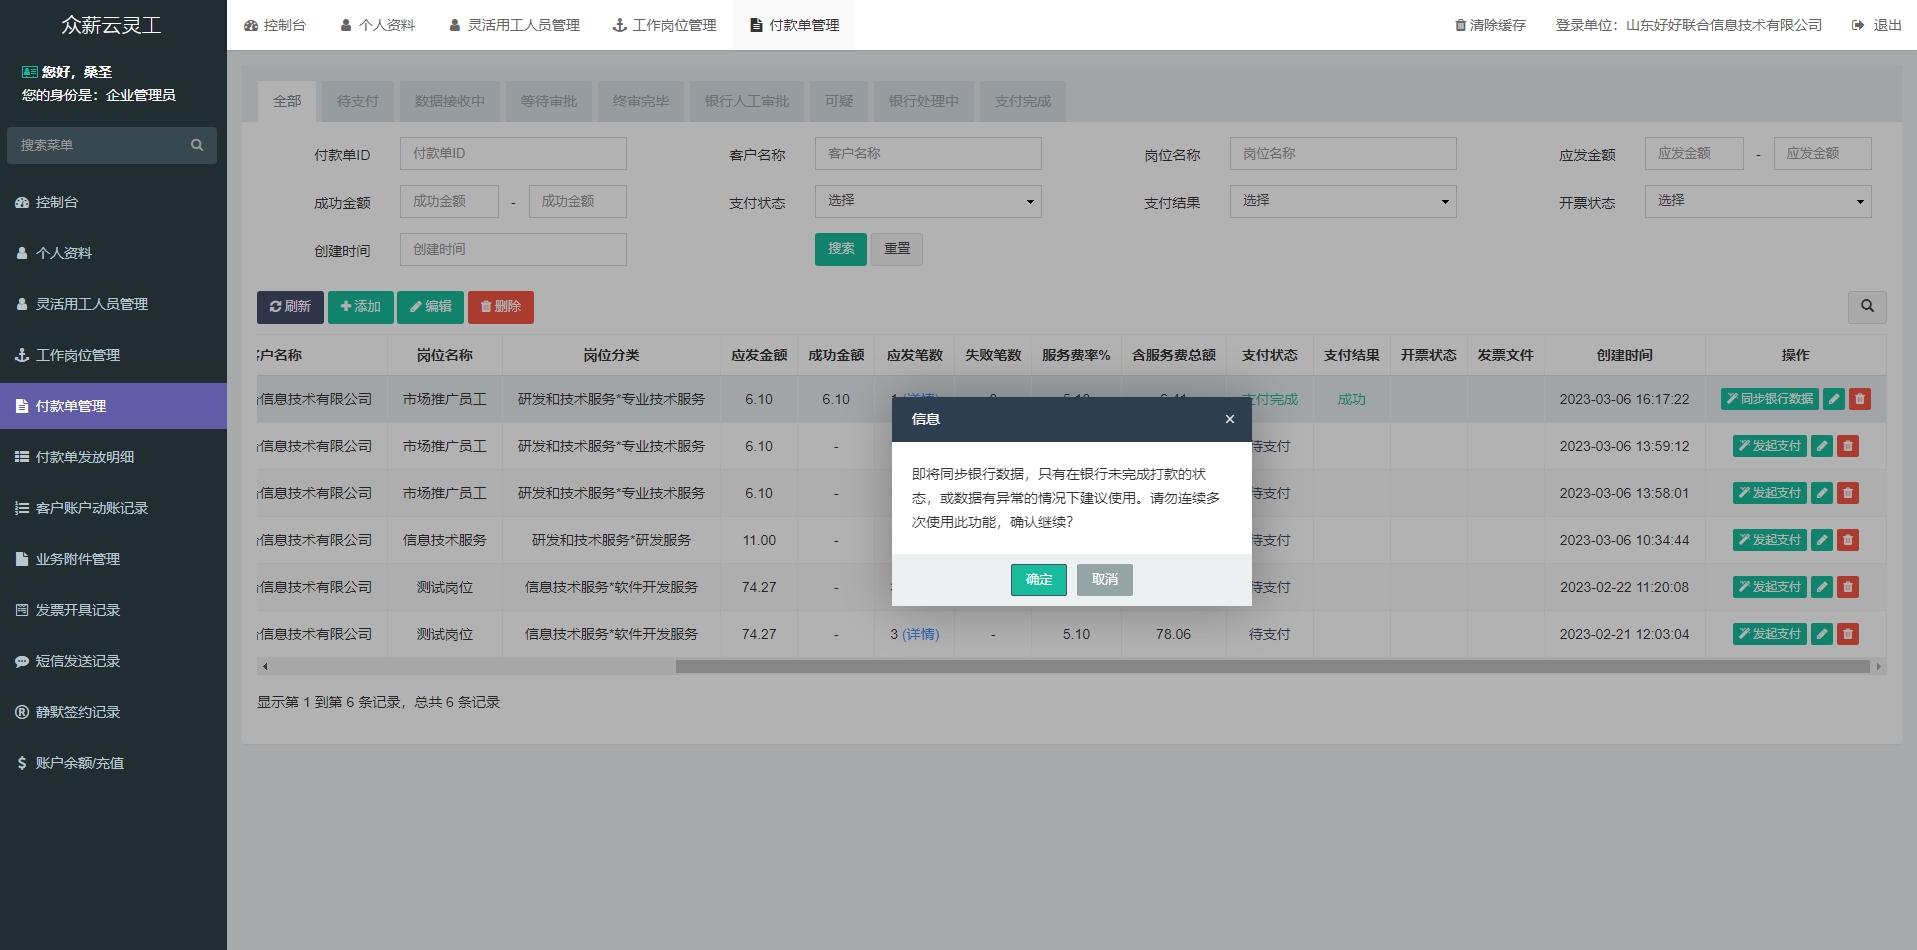 众薪云灵工
您好，桑圣
您的身份是：企业管理员
搜索菜单
控制台
个人资料
灵活用工人员管理
工作岗位管理
付款单管理
付款单发放明细
客户账户动账记录
业务附件管理
发票开具记录
短信发送记录
静默签约记录
账户余额/充值
控制台 个人资料 灵活用工人员管理 工作岗位管理 付款单管理 清除缓存 登录单位：山东好好联合信息技术有限公司 退出
全部 待支付 数据接收中 等待审批 终审完毕 银行人工审批 可疑 银行处理中 支付完成
付款单ID 付款单ID 客户名称 客户名称 岗位名称 岗位名称 应发金额 应发金额 - 应发金额
成功金额 成功金额 - 成功金额 支付状态 选择 支付结果 选择 开票状态 选择
创建时间 创建时间 搜索 重置
刷新 添加 编辑 删除
户名称 岗位名称 岗位分类 应发金额 成功金额 应发笔数 失败笔数 服务费率% 含服务费总额 支付状态 支付结果 开票状态 发票文件 创建时间 操作
信息技术有限公司 市场推广员工 研发和技术服务*专业技术服务 6.10 6.10 支付完成 成功 2023-03-06 16:17:22 同步银行数据
信息技术有限公司 市场推广员工 研发和技术服务*专业技术服务 6.10 - 待支付 2023-03-06 13:59:12 发起支付
信息技术有限公司 市场推广员工 研发和技术服务*专业技术服务 6.10 - 待支付 2023-03-06 13:58:01 发起支付
信息技术有限公司 信息技术服务 研发和技术服务*研发服务 11.00 - 待支付 2023-03-06 10:34:44 发起支付
信息技术有限公司 测试岗位 信息技术服务*软件开发服务 74.27 - 待支付 2023-02-22 11:20:08 发起支付
信息技术有限公司 测试岗位 信息技术服务*软件开发服务 74.27 - 3 (详情) - 5.10 78.06 待支付 2023-02-21 12:03:04 发起支付
显示第 1 到第 6 条记录，总共 6 条记录
信息 ×
即将同步银行数据，只有在银行未完成打款的状
态，或数据有异常的情况下建议使用。请勿连续多
次使用此功能，确认继续？
确定 取消